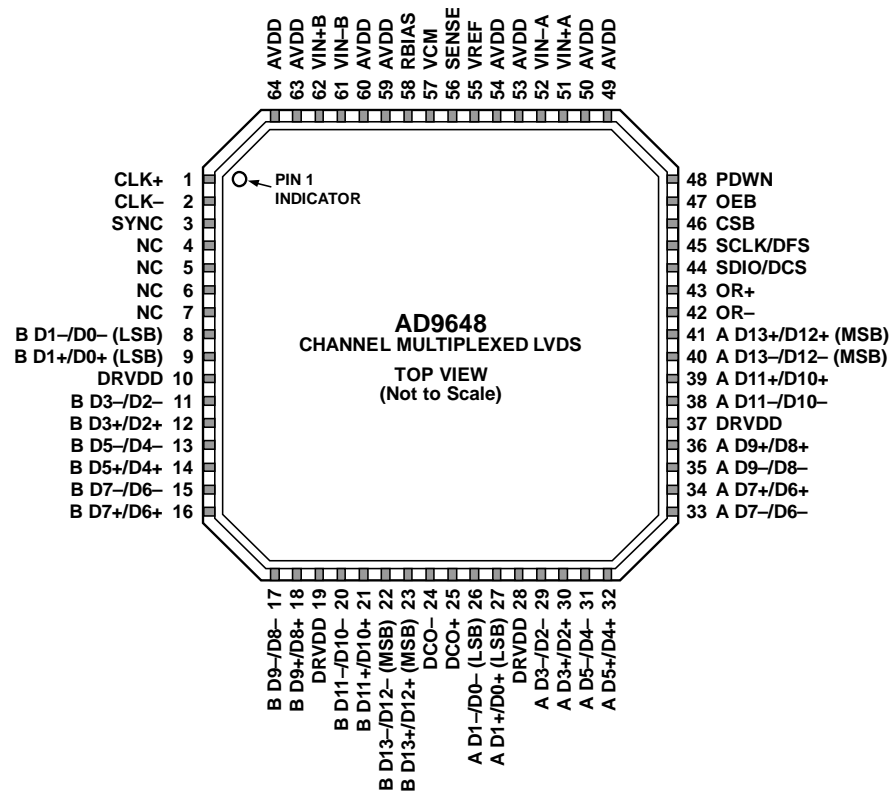 64 AVDD
63 AVDD
62 VIN+B
61 VIN–B
60 AVDD
59 AVDD
58 RBIAS
57 VCM
56 SENSE
55 VREF
54 AVDD
53 AVDD
52 VIN–A
51 VIN+A
50 AVDD
49 AVDD
CLK+ 1
CLK– 2
SYNC 3
NC 4
NC 5
NC 6
NC 7
B D1–/D0– (LSB) 8
B D1+/D0+ (LSB) 9
DRVDD 10
B D3–/D2– 11
B D3+/D2+ 12
B D5–/D4– 13
B D5+/D4+ 14
B D7–/D6– 15
B D7+/D6+ 16
PIN 1
INDICATOR
AD9648
CHANNEL MULTIPLEXED LVDS
TOP VIEW
(Not to Scale)
48 PDWN
47 OEB
46 CSB
45 SCLK/DFS
44 SDIO/DCS
43 OR+
42 OR–
41 A D13+/D12+ (MSB)
40 A D13–/D12– (MSB)
39 A D11+/D10+
38 A D11–/D10–
37 DRVDD
36 A D9+/D8+
35 A D9–/D8–
34 A D7+/D6+
33 A D7–/D6–
B D9–/D8– 17
B D9+/D8+ 18
DRVDD 19
B D11–/D10– 20
B D11+/D10+ 21
B D13–/D12– (MSB) 22
B D13+/D12+ (MSB) 23
DCO– 24
DCO+ 25
A D1–/D0– (LSB) 26
A D1+/D0+ (LSB) 27
DRVDD 28
A D3–/D2– 29
A D3+/D2+ 30
A D5–/D4– 31
A D5+/D4+ 32